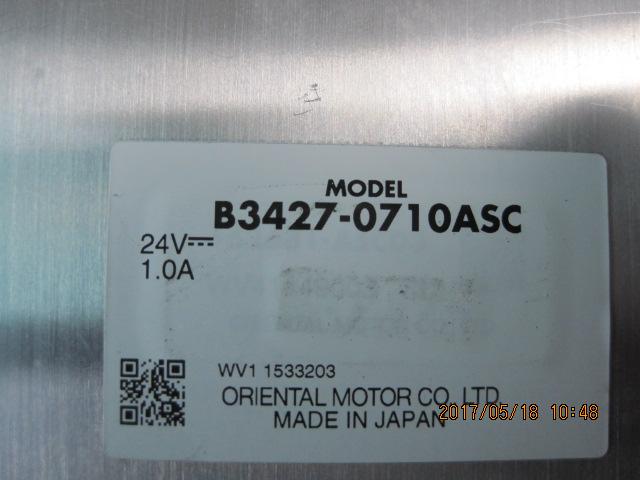 MODEL
B3427-0710ASC
24V⎓
1.0A
WV1 1533203
ORIENTAL MOTOR CO. LTD.
MADE IN JAPAN
2017/05/18 10:48